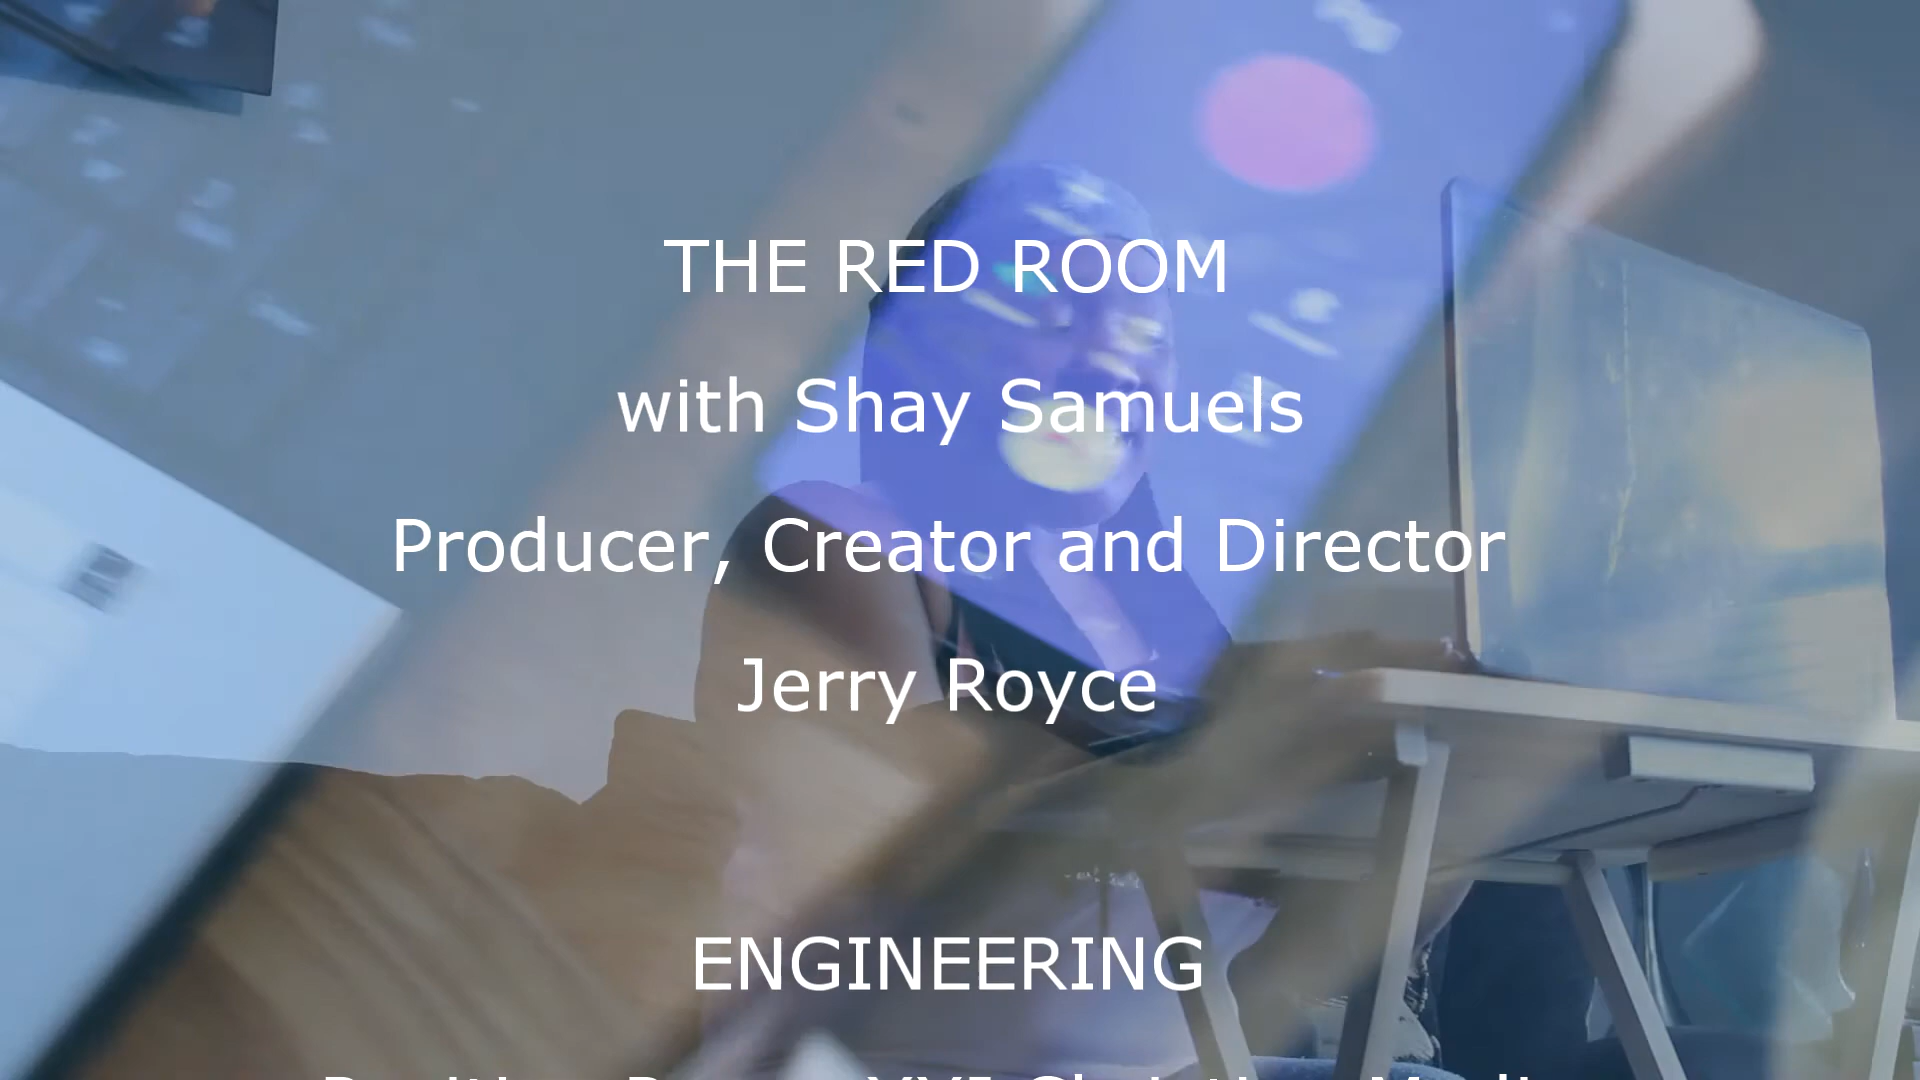 THE RED ROOM
with Shay Samuels
Producer, Creator and Director
Jerry Royce
ENGINEERING